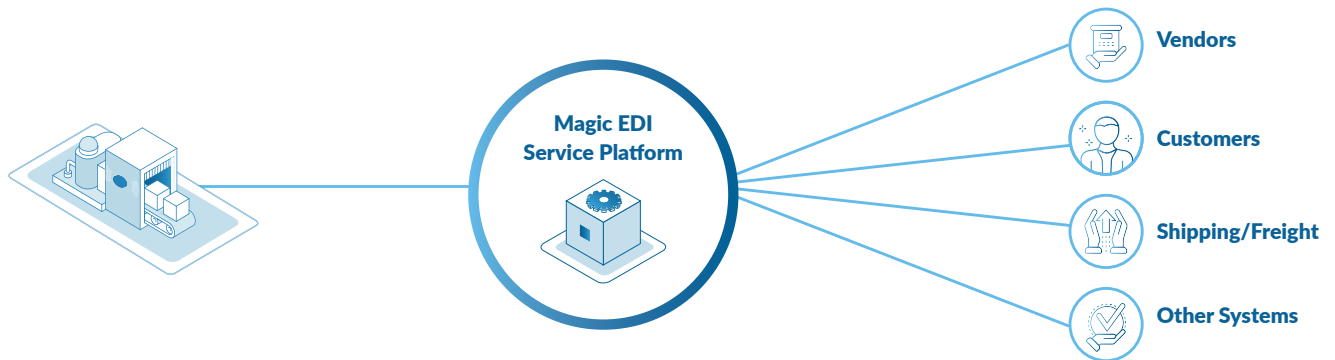 Magic EDI
Service Platform
Vendors
Customers
Shipping/Freight
Other Systems